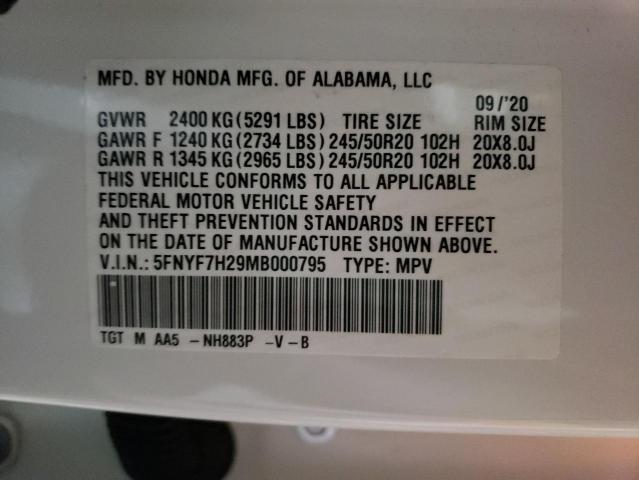 MFD. BY HONDA MFG. OF ALABAMA, LLC
09/'20
GVWR 2400 KG(5291 LBS) TIRE SIZE RIM SIZE
GAWR F 1240 KG(2734 LBS) 245/50R20 102H 20X8.0J
GAWR R 1345 KG(2965 LBS) 245/50R20 102H 20X8.0J
THIS VEHICLE CONFORMS TO ALL APPLICABLE
FEDERAL MOTOR VEHICLE SAFETY
AND THEFT PREVENTION STANDARDS IN EFFECT
ON THE DATE OF MANUFACTURE SHOWN ABOVE.
V.I.N.: 5FNYF7H29MB000795 TYPE: MPV
TGT M AA5 -NH883P -V-B